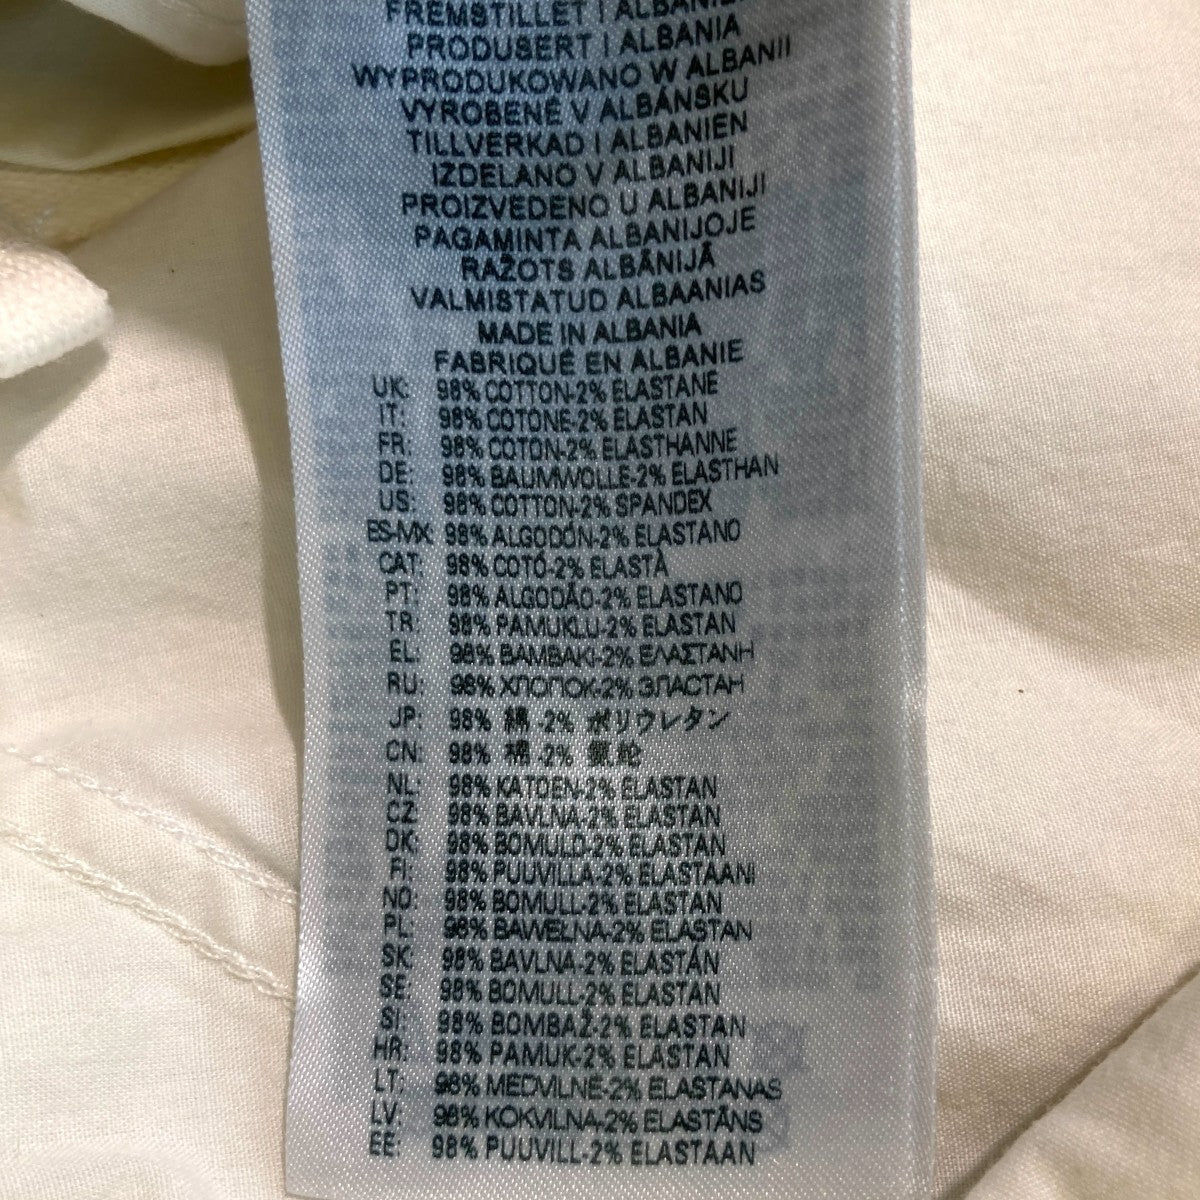 FREMSTILLET I ALBANIEN
PRODUSERT I ALBANIA
WYPRODUKOWANO W ALBANII
VYROBENÉ V ALBÁNSKU
TILLVERKAD I ALBANIEN
IZDELANO V ALBANIJI
PROIZVEDENO U ALBANIJI
PAGAMINTA ALBANIJOJE
RAŽOTS ALBĀNIJĀ
VALMISTATUD ALBAANIAS
MADE IN ALBANIA
FABRIQUÉ EN ALBANIE
UK: 98% COTTON-2% ELASTANE
IT: 98% COTONE-2% ELASTAN
FR: 98% COTON-2% ELASTHANNE
DE: 98% BAUMWOLLE-2% ELASTHAN
US: 98% COTTON-2% SPANDEX
ES-MX: 98% ALGODÓN-2% ELASTANO
CAT: 98% COTÓ-2% ELASTÀ
PT: 98% ALGODÃO-2% ELASTANO
TR: 98% PAMUKLU-2% ELASTAN
EL: 98% ΒΑΜΒΑΚΙ-2% ΕΛΑΣΤΑΝΗ
RU: 98% ХЛОПОК-2% ЭЛАСТАН
JP: 98% 綿 -2% ポリウレタン
CN: 98% 棉 -2% 氨纶
NL: 98% KATOEN-2% ELASTAN
CZ: 98% BAVLNA-2% ELASTAN
DK: 98% BOMULD-2% ELASTAN
FI: 98% PUUVILLA-2% ELASTAANI
NO: 98% BOMULL-2% ELASTAN
PL: 98% BAWEŁNA-2% ELASTAN
SK: 98% BAVLNA-2% ELASTÁN
SE: 98% BOMULL-2% ELASTAN
SI: 98% BOMBAŽ-2% ELASTAN
HR: 98% PAMUK-2% ELASTAN
LT: 98% MEDVILNĖ-2% ELASTANAS
LV: 98% KOKVILNA-2% ELASTĀNS
EE: 98% PUUVILL-2% ELASTAAN